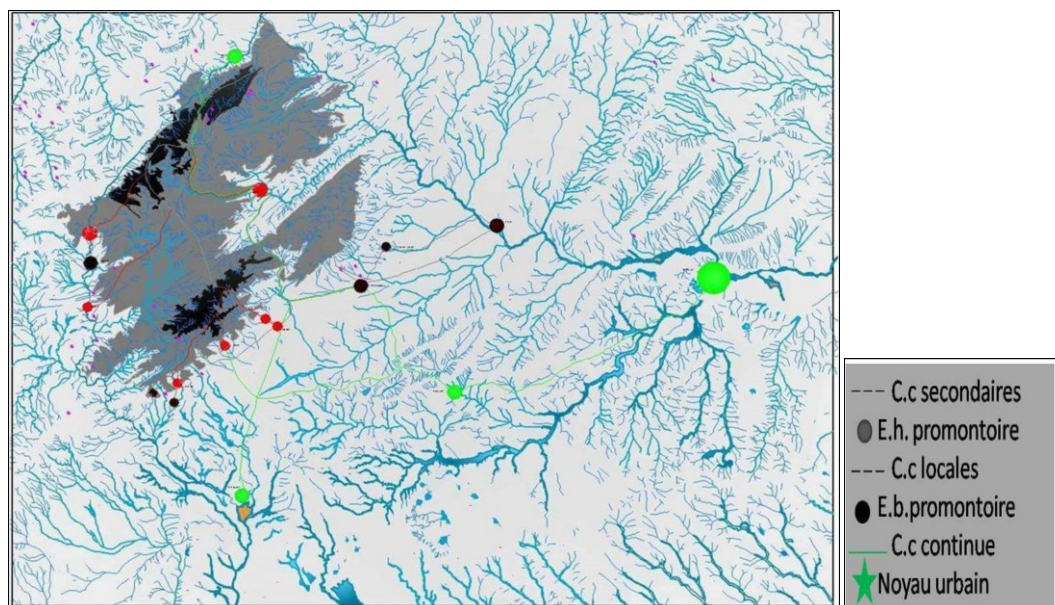 C.c secondaires
E.h. promontoire
C.c locales
E.b.promontoire
C.c continue
Noyau urbain